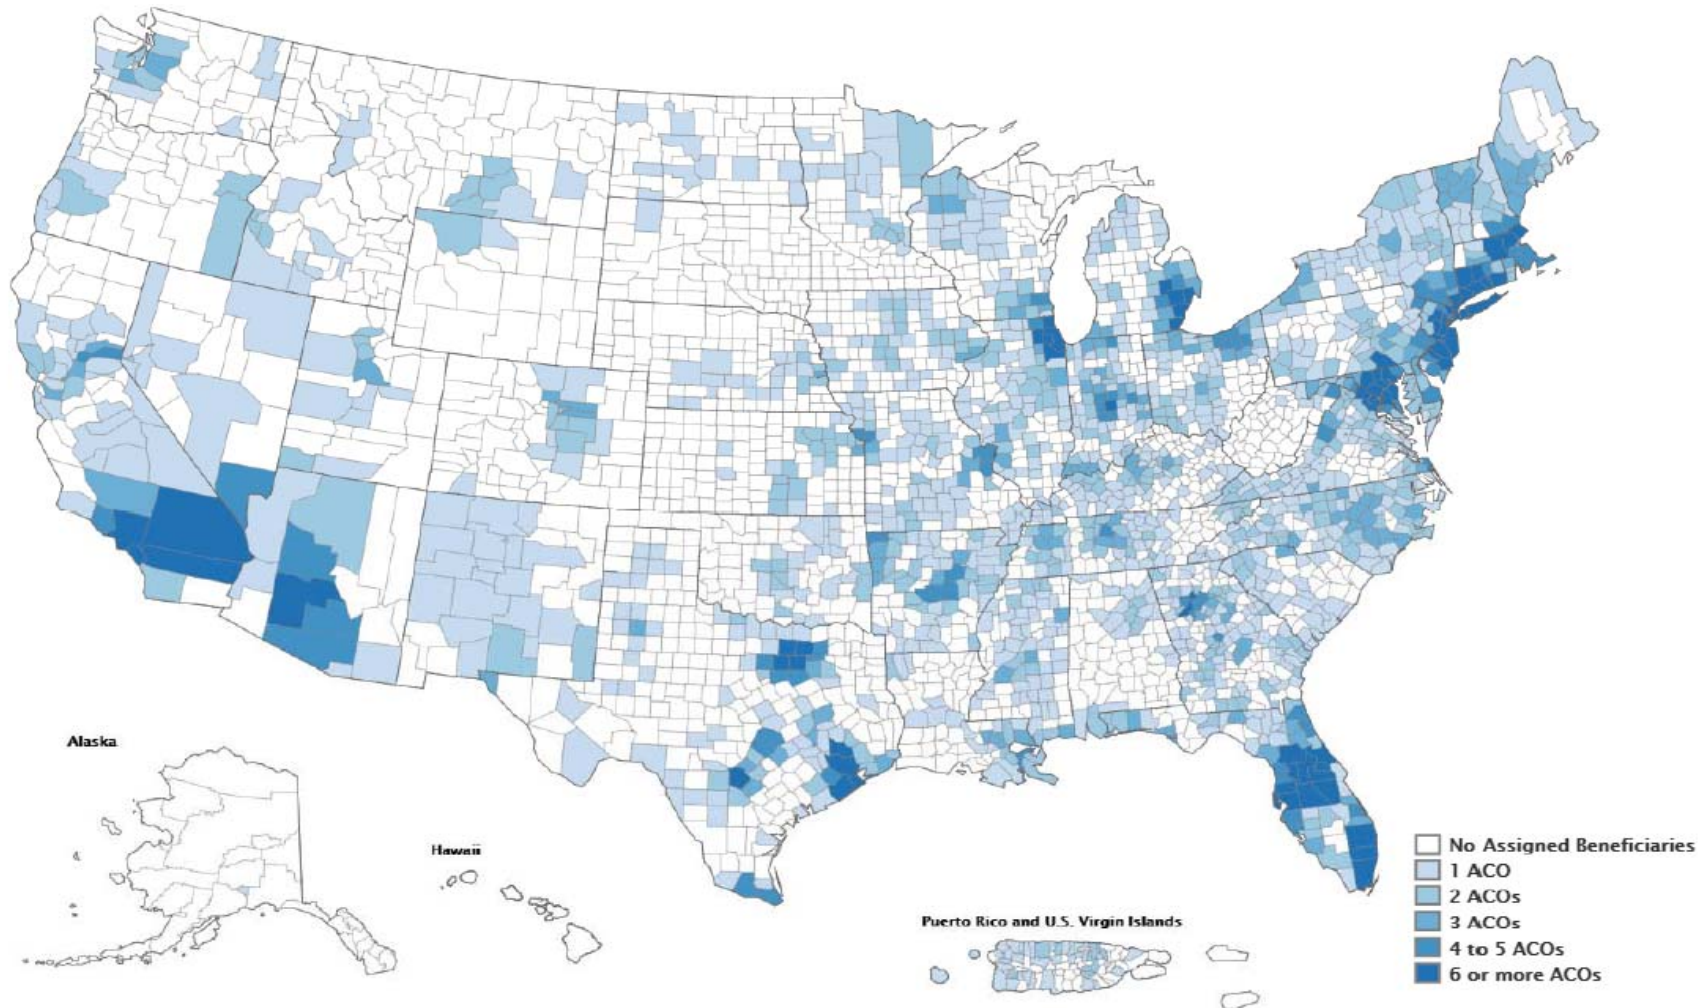 Alaska
Hawaii
Puerto Rico and U.S. Virgin Islands
No Assigned Beneficiaries
1 ACO
2 ACOs
3 ACOs
4 to 5 ACOs
6 or more ACOs